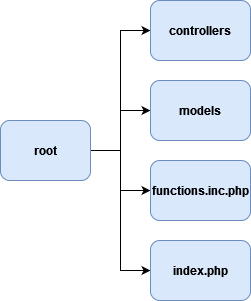 root
controllers
models
functions.inc.php
index.php